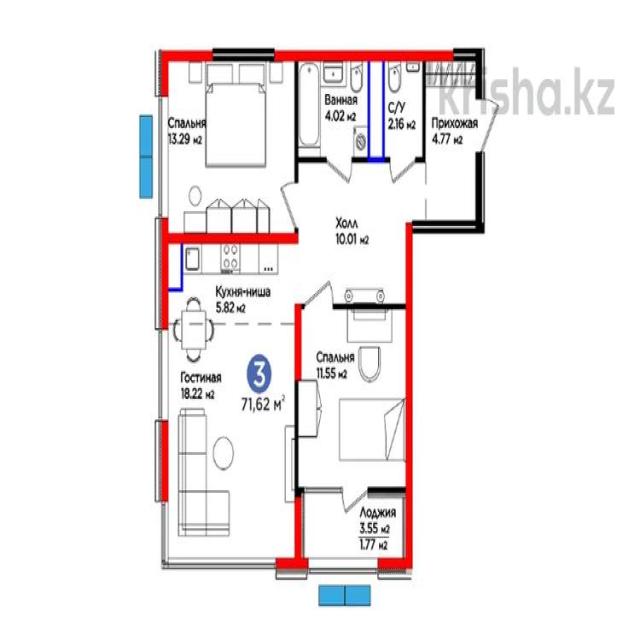 krisha.kz
Спальня
13.29 м2
Ванная
4.02 м2
С/У
2.16 м2
Прихожая
4.77 м2
Холл
10.01 м2
Кухня-ниша
5.82 м2
Гостиная
18.22 м2
3
71,62 м²
Спальня
11.55 м2
Лоджия
3.55 м2
1.77 м2